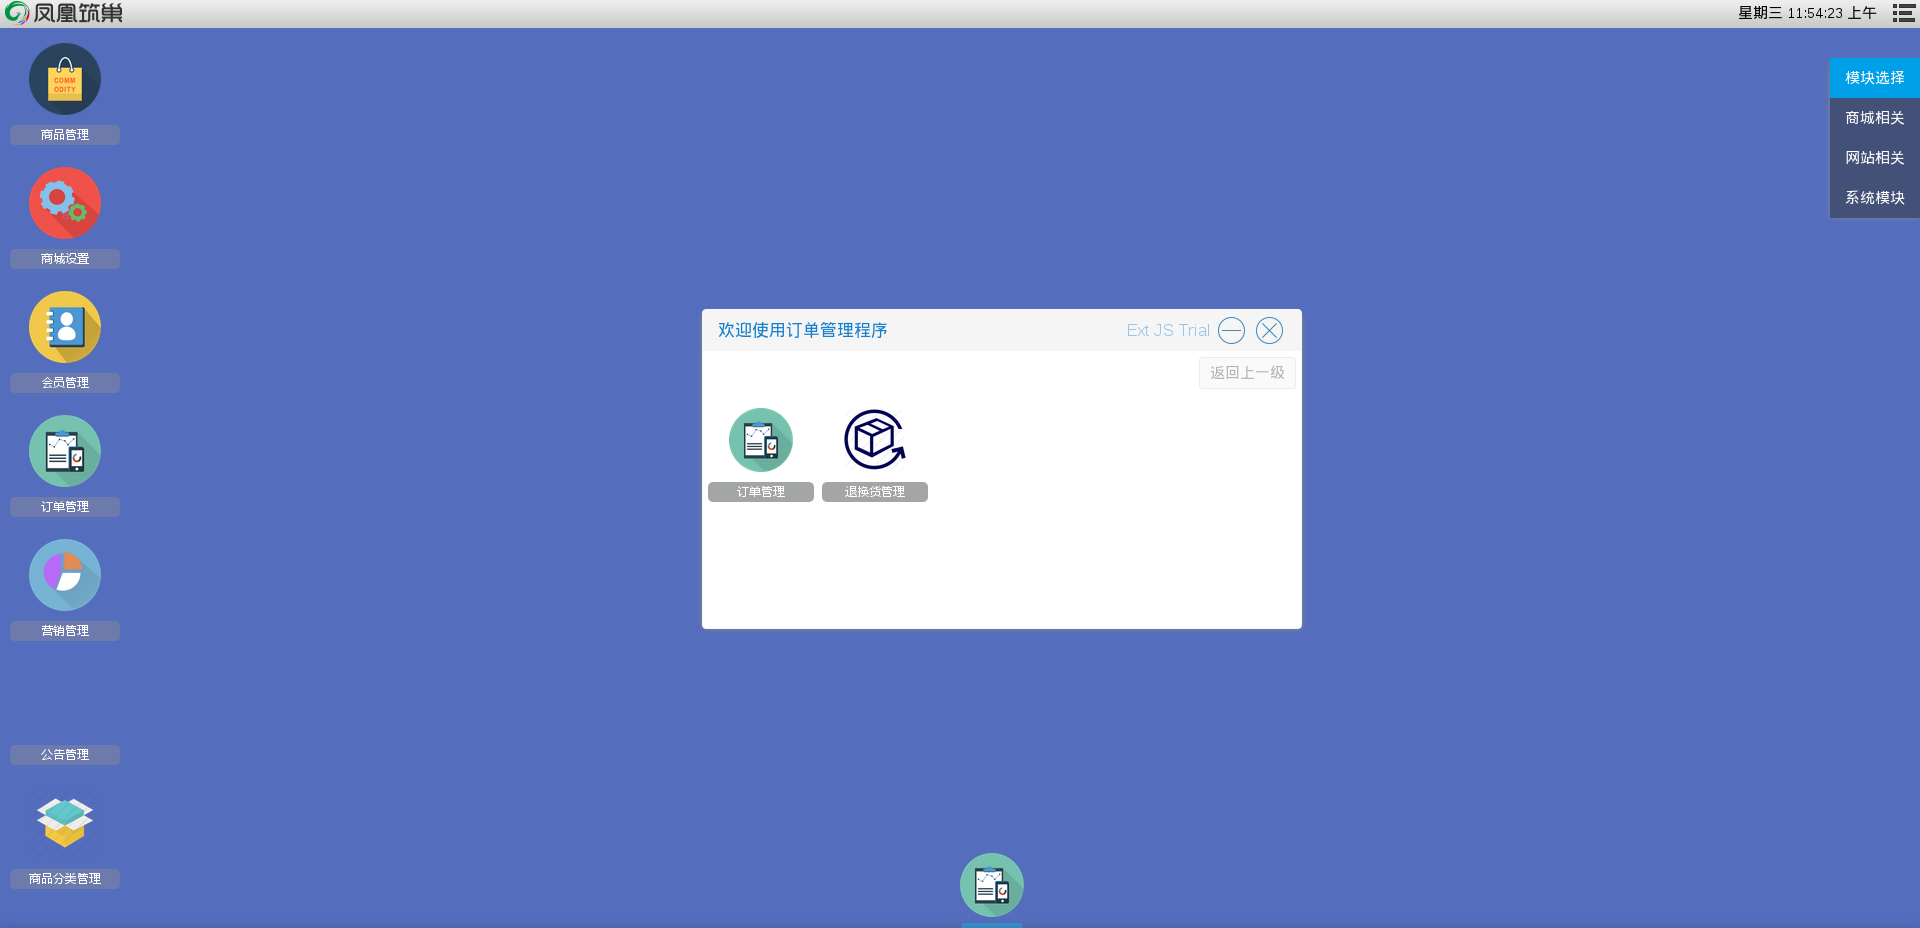 凤凰筑巢
星期三 11:54:23 上午
COMM
ODITY
商品管理
商城设置
会员管理
订单管理
营销管理
公告管理
商品分类管理
模块选择
商城相关
网站相关
系统模块
欢迎使用订单管理程序
Ext JS Trial
返回上一级
订单管理
退换货管理